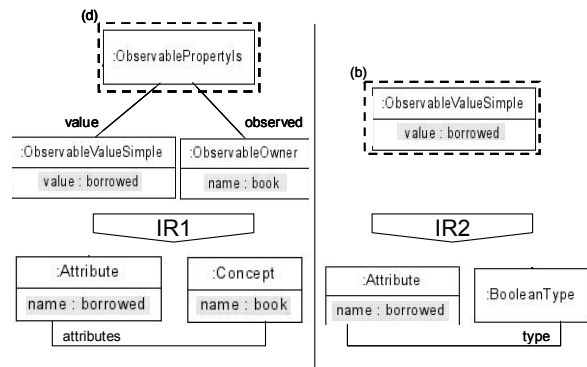 (d)
:ObservablePropertyIs
value
observed
:ObservableValueSimple
value : borrowed
:ObservableOwner
name : book
IR1
:Attribute
name : borrowed
:Concept
name : book
attributes
(b)
:ObservableValueSimple
value : borrowed
IR2
:Attribute
name : borrowed
:BooleanType
type